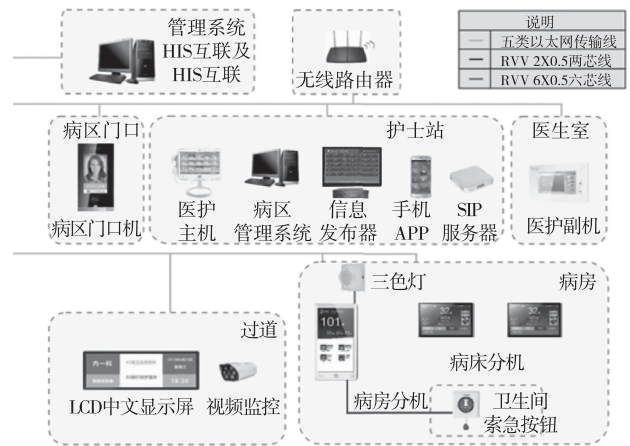 管理系统
HIS互联及
HIS互联
无线路由器
说明
五类以太网传输线
RVV 2X0.5两芯线
RVV 6X0.5六芯线
病区门口
病区门口机
护士站
医护
主机
病区
管理系统
信息
发布器
手机
APP
SIP
服务器
医生室
医护副机
过道
内一科
LCD中文显示屏
视频监控
三色灯
病房
101
32
32
病床分机
病房分机
卫生间
索急按钮